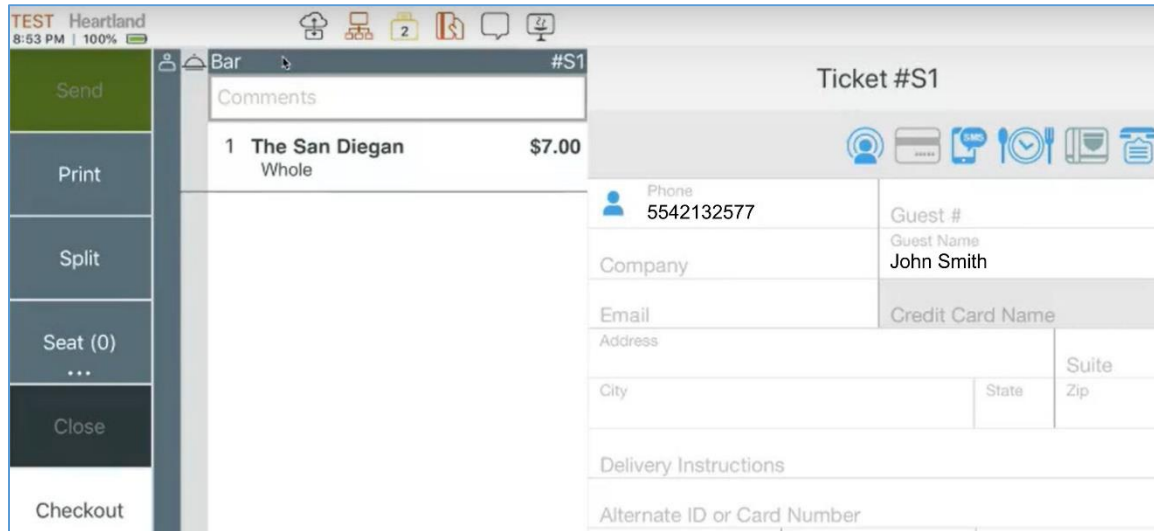 TEST Heartland
8:53 PM | 100%
2
Send
Print
Split
Seat (0)
...
Close
Checkout
Bar #S1
Comments
1 The San Diegan $7.00
Whole
Ticket #S1
SMS
Phone
5542132577
Guest #
Company
Guest Name
John Smith
Email
Credit Card Name
Address
Suite
City
State
Zip
Delivery Instructions
Alternate ID or Card Number